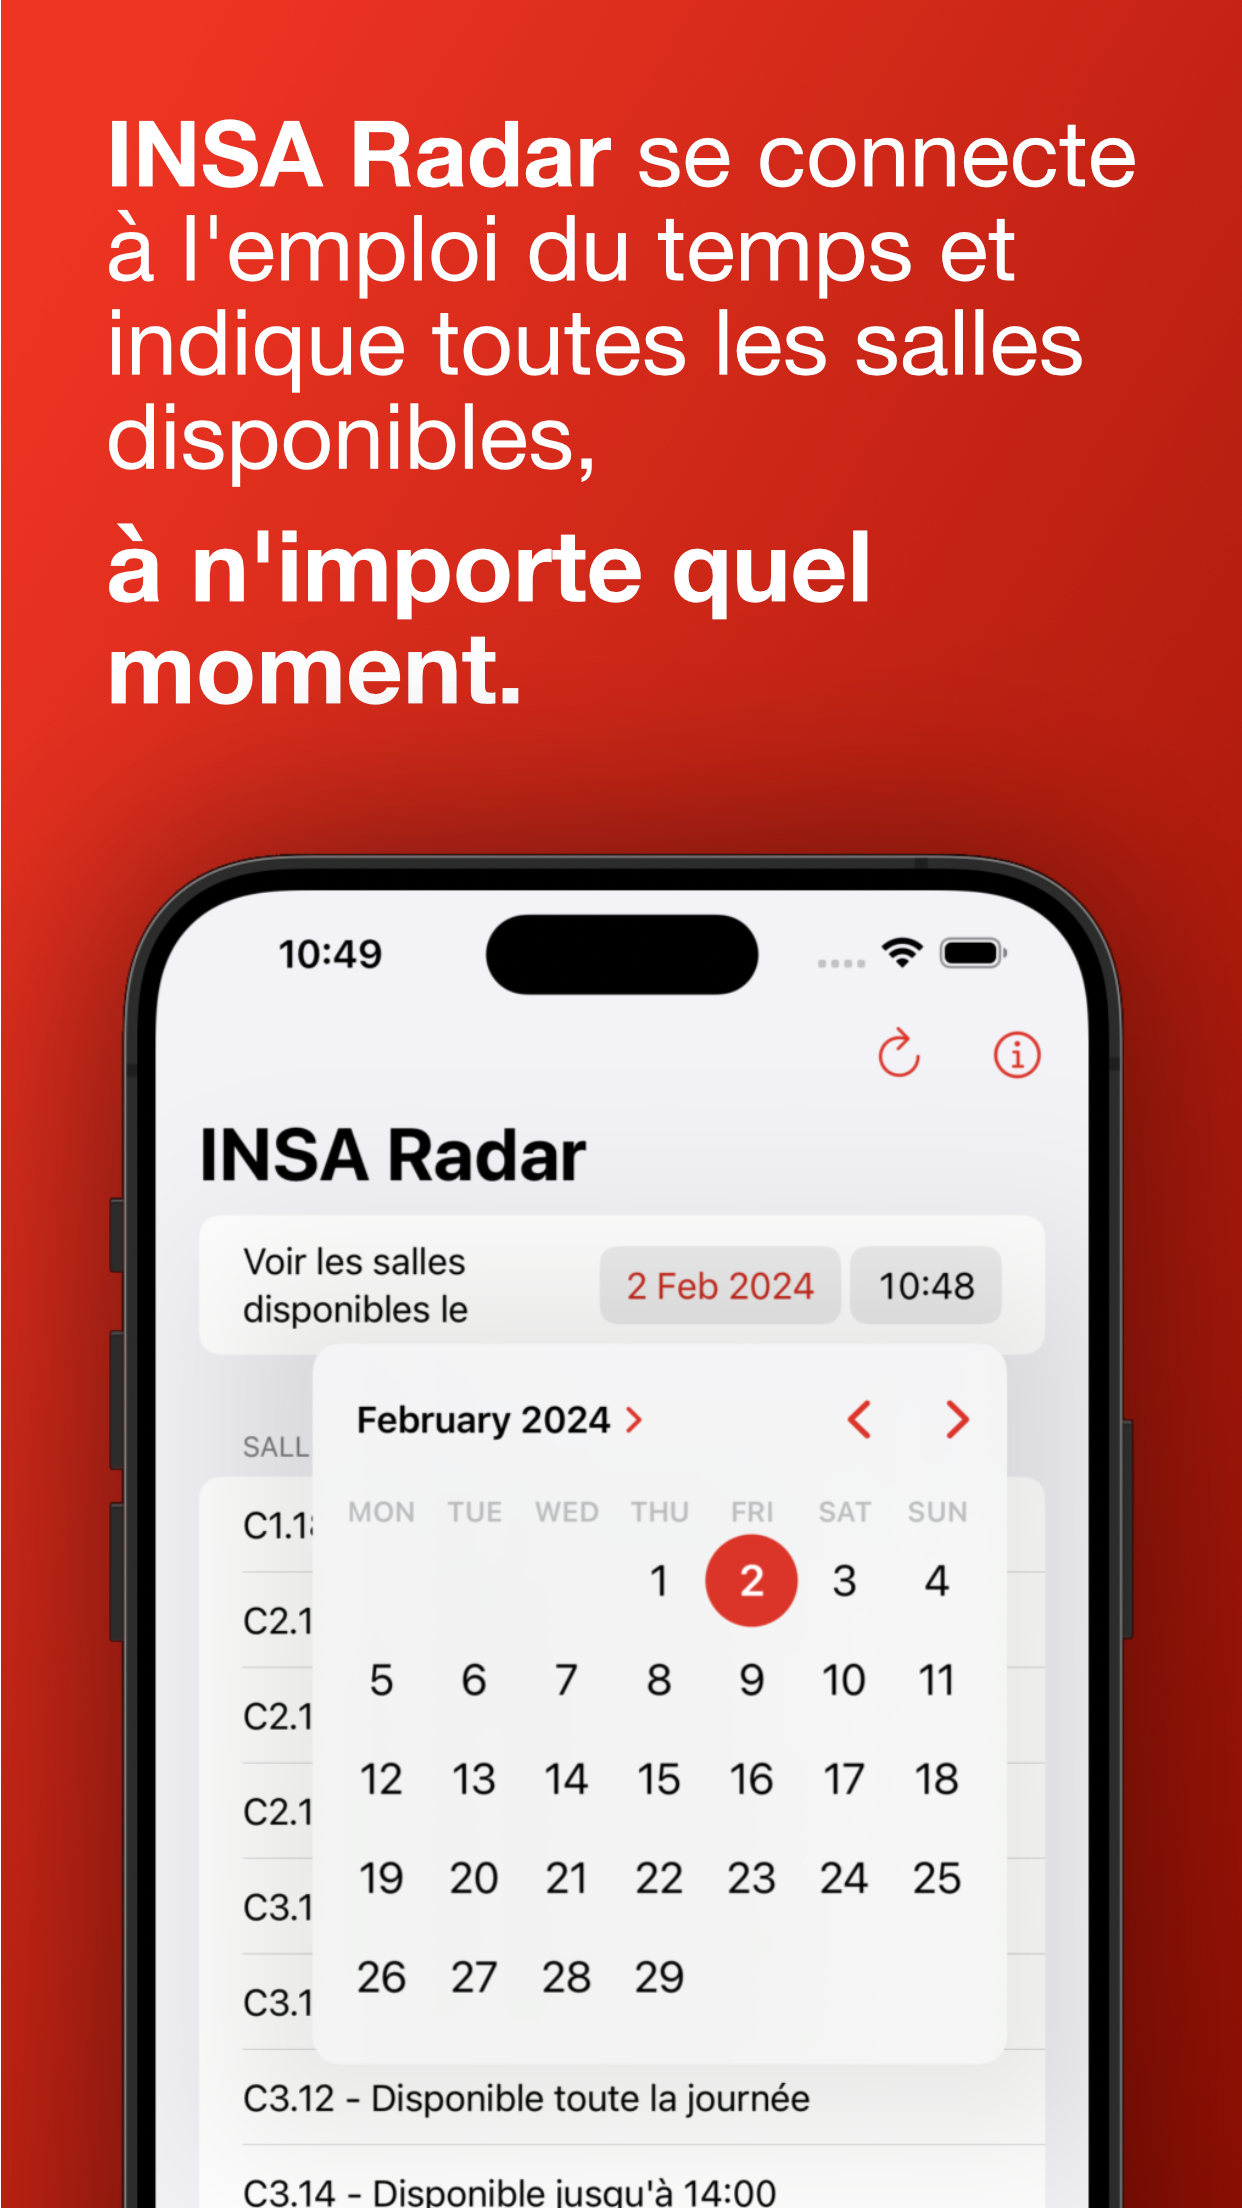 INSA Radar se connecte
à l'emploi du temps et
indique toutes les salles
disponibles,
à n'importe quel
moment.
10:49
INSA Radar
Voir les salles
disponibles le
2 Feb 2024
10:48
February 2024
MON TUE WED THU FRI SAT SUN
1 2 3 4
5 6 7 8 9 10 11
12 13 14 15 16 17 18
19 20 21 22 23 24 25
26 27 28 29
SALL
C2.1
C2.1
C2.1
C3.1
C3.1
C3.12 - Disponible toute la journée
C3.14 - Disponible jusqu'à 14:00